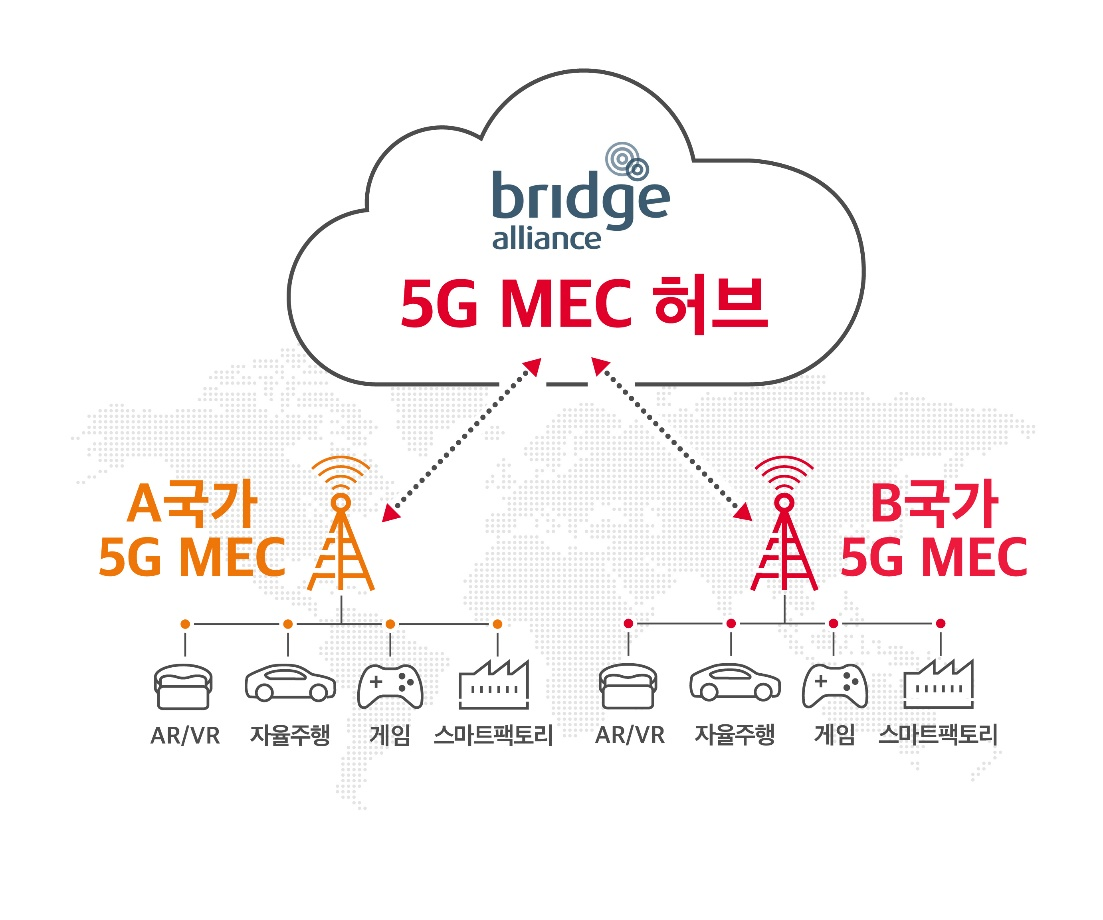 bridge
alliance
5G MEC 허브
A국가
5G MEC
B국가
5G MEC
AR/VR
자율주행
게임
스마트팩토리
AR/VR
자율주행
게임
스마트팩토리